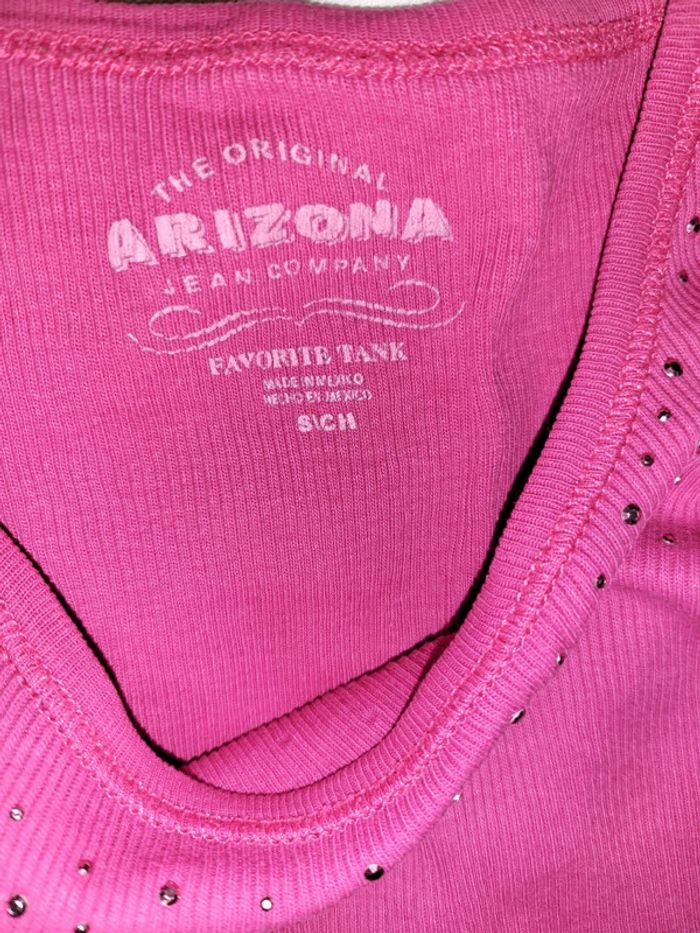 THE ORIGINAL
ARIZONA
JEAN COMPANY
FAVORITE TANK
MADE IN MEXICO
HECHO EN MEXICO
S\CH